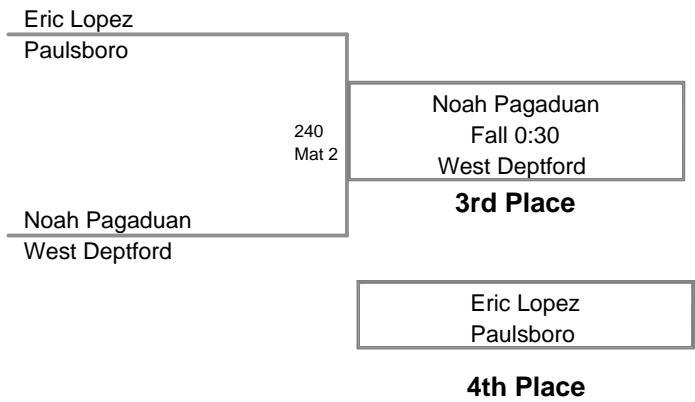 Eric Lopez
Paulsboro
Noah Pagaduan
Fall 0:30
West Deptford
240
Mat 2
3rd Place
Noah Pagaduan
West Deptford
Eric Lopez
Paulsboro
4th Place